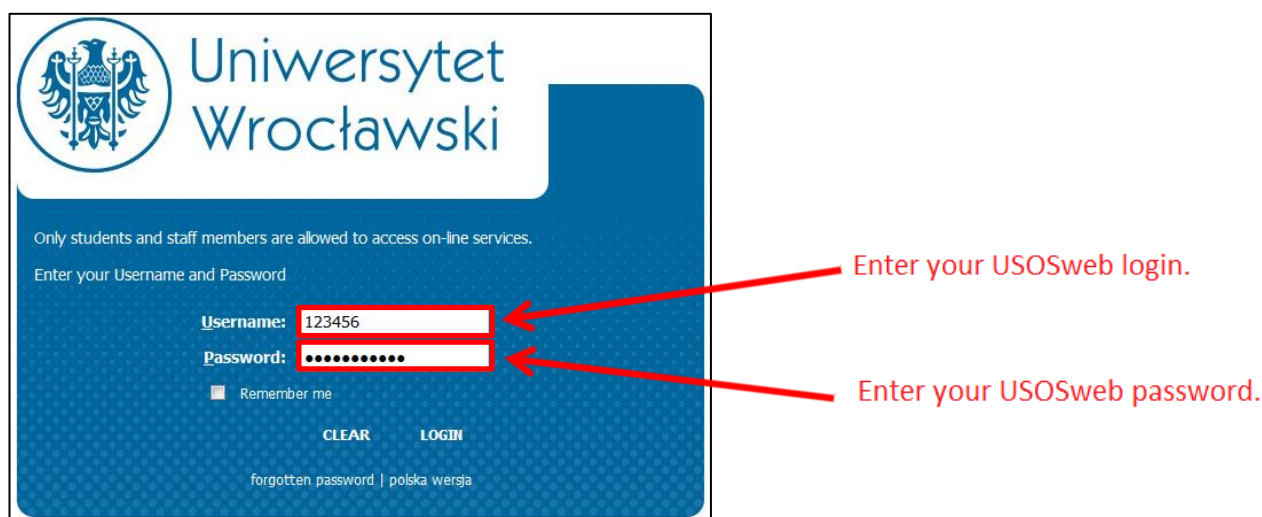 Uniwersytet
Wrocławski
Only students and staff members are allowed to access on-line services.
Enter your Username and Password
Enter your USOSweb login.
Username: 123456
Password: •••••••••••
Remember me
Enter your USOSweb password.
CLEAR LOGIN
forgotten password | polska wersja